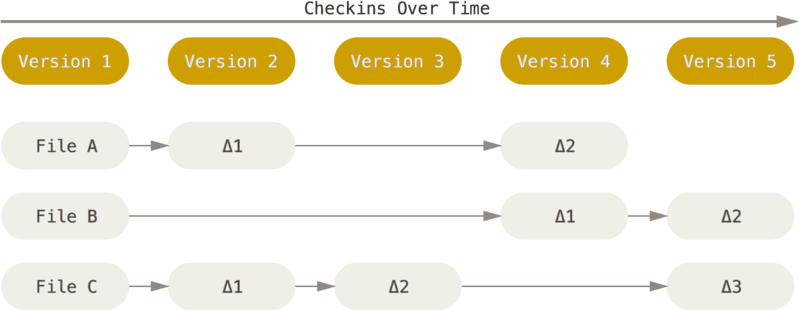 Checkins Over Time
Version 1 Version 2 Version 3 Version 4 Version 5
File A Δ1 Δ2
File B Δ1 Δ2
File C Δ1 Δ2 Δ3